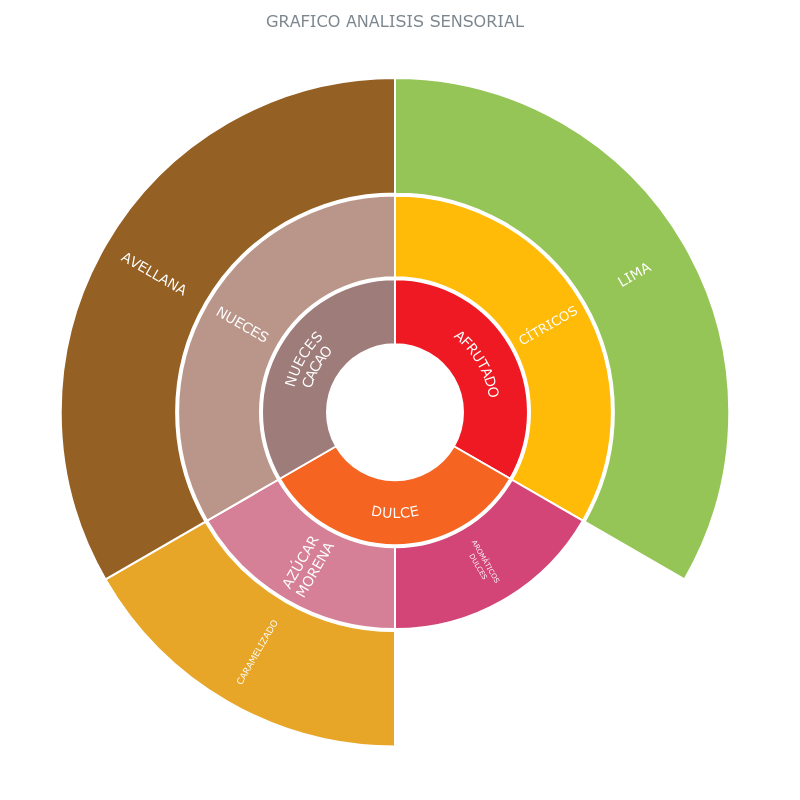 GRAFICO ANALISIS SENSORIAL
AVELLANA
LIMA
NUECES
CÍTRICOS
NUECES
CACAO
AFRUTADO
DULCE
AZÚCAR
MORENA
AROMÁTICOS
DULCES
CARAMELIZADO